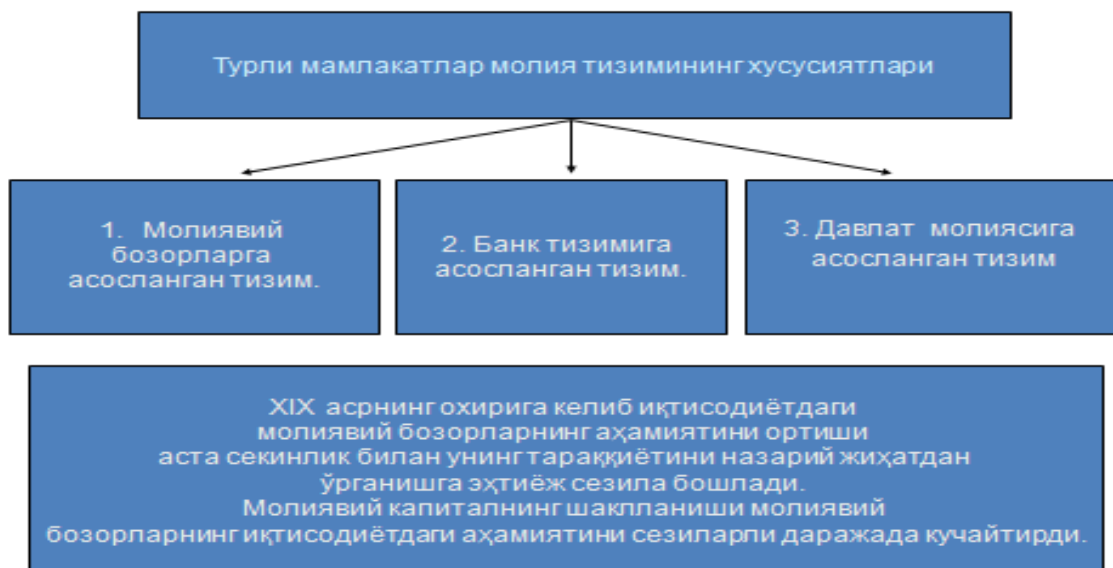 Турли мамлакатлар молия тизимининг хусусиятлари
1. Молиявий
бозорларга
асосланган тизим.
2. Банк тизимига
асосланган тизим.
3. Давлат молиясига
асосланган тизим
XIX асрнинг охирига келиб иқтисодиётдаги
молиявий бозорларнинг аҳамиятини ортиши
аста секинлик билан унинг тараққиётини назарий жиҳатдан
ўрганишга эҳтиёж сезила бошлади.
Молиявий капиталнинг шаклланиши молиявий
бозорларнинг иқтисодиётдаги аҳамиятини сезиларли даражада кучайтирди.